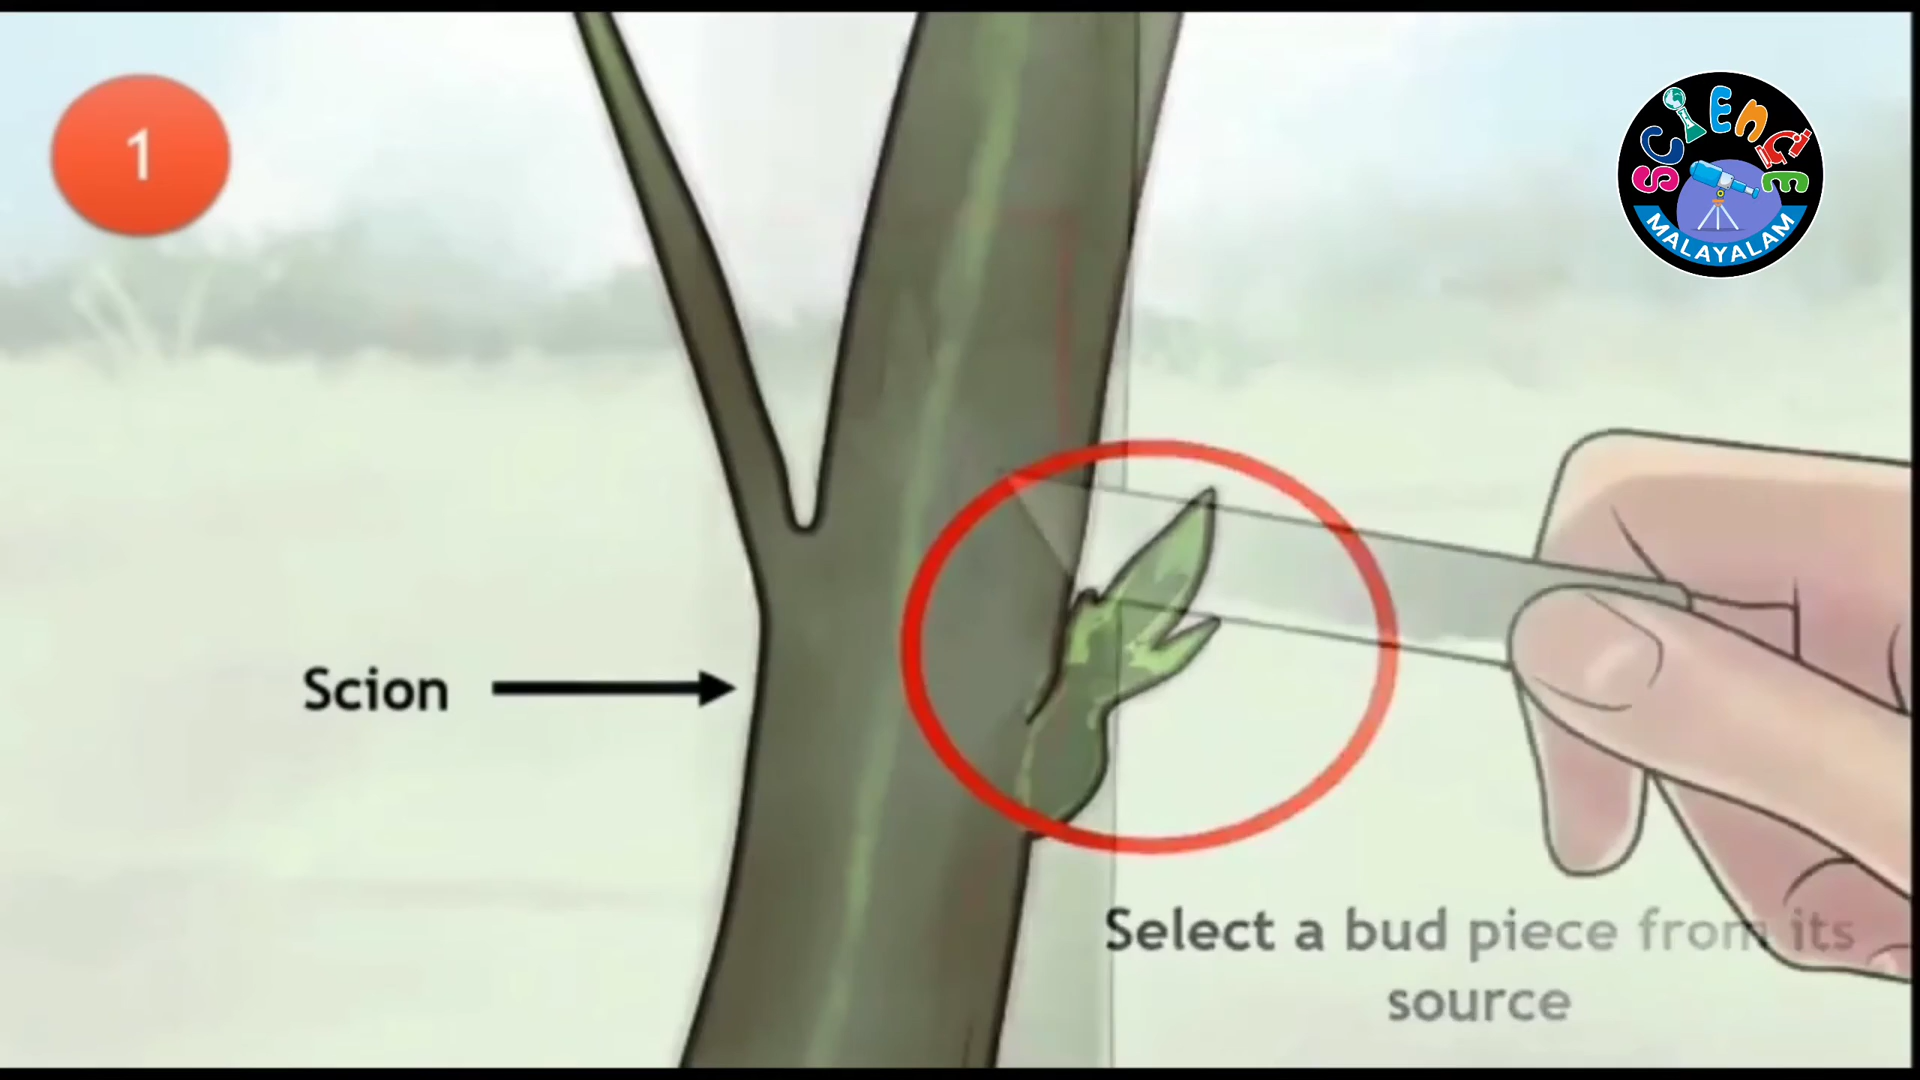 1
SCIENCE
MALAYALAM
Scion
Select a bud piece from its
source